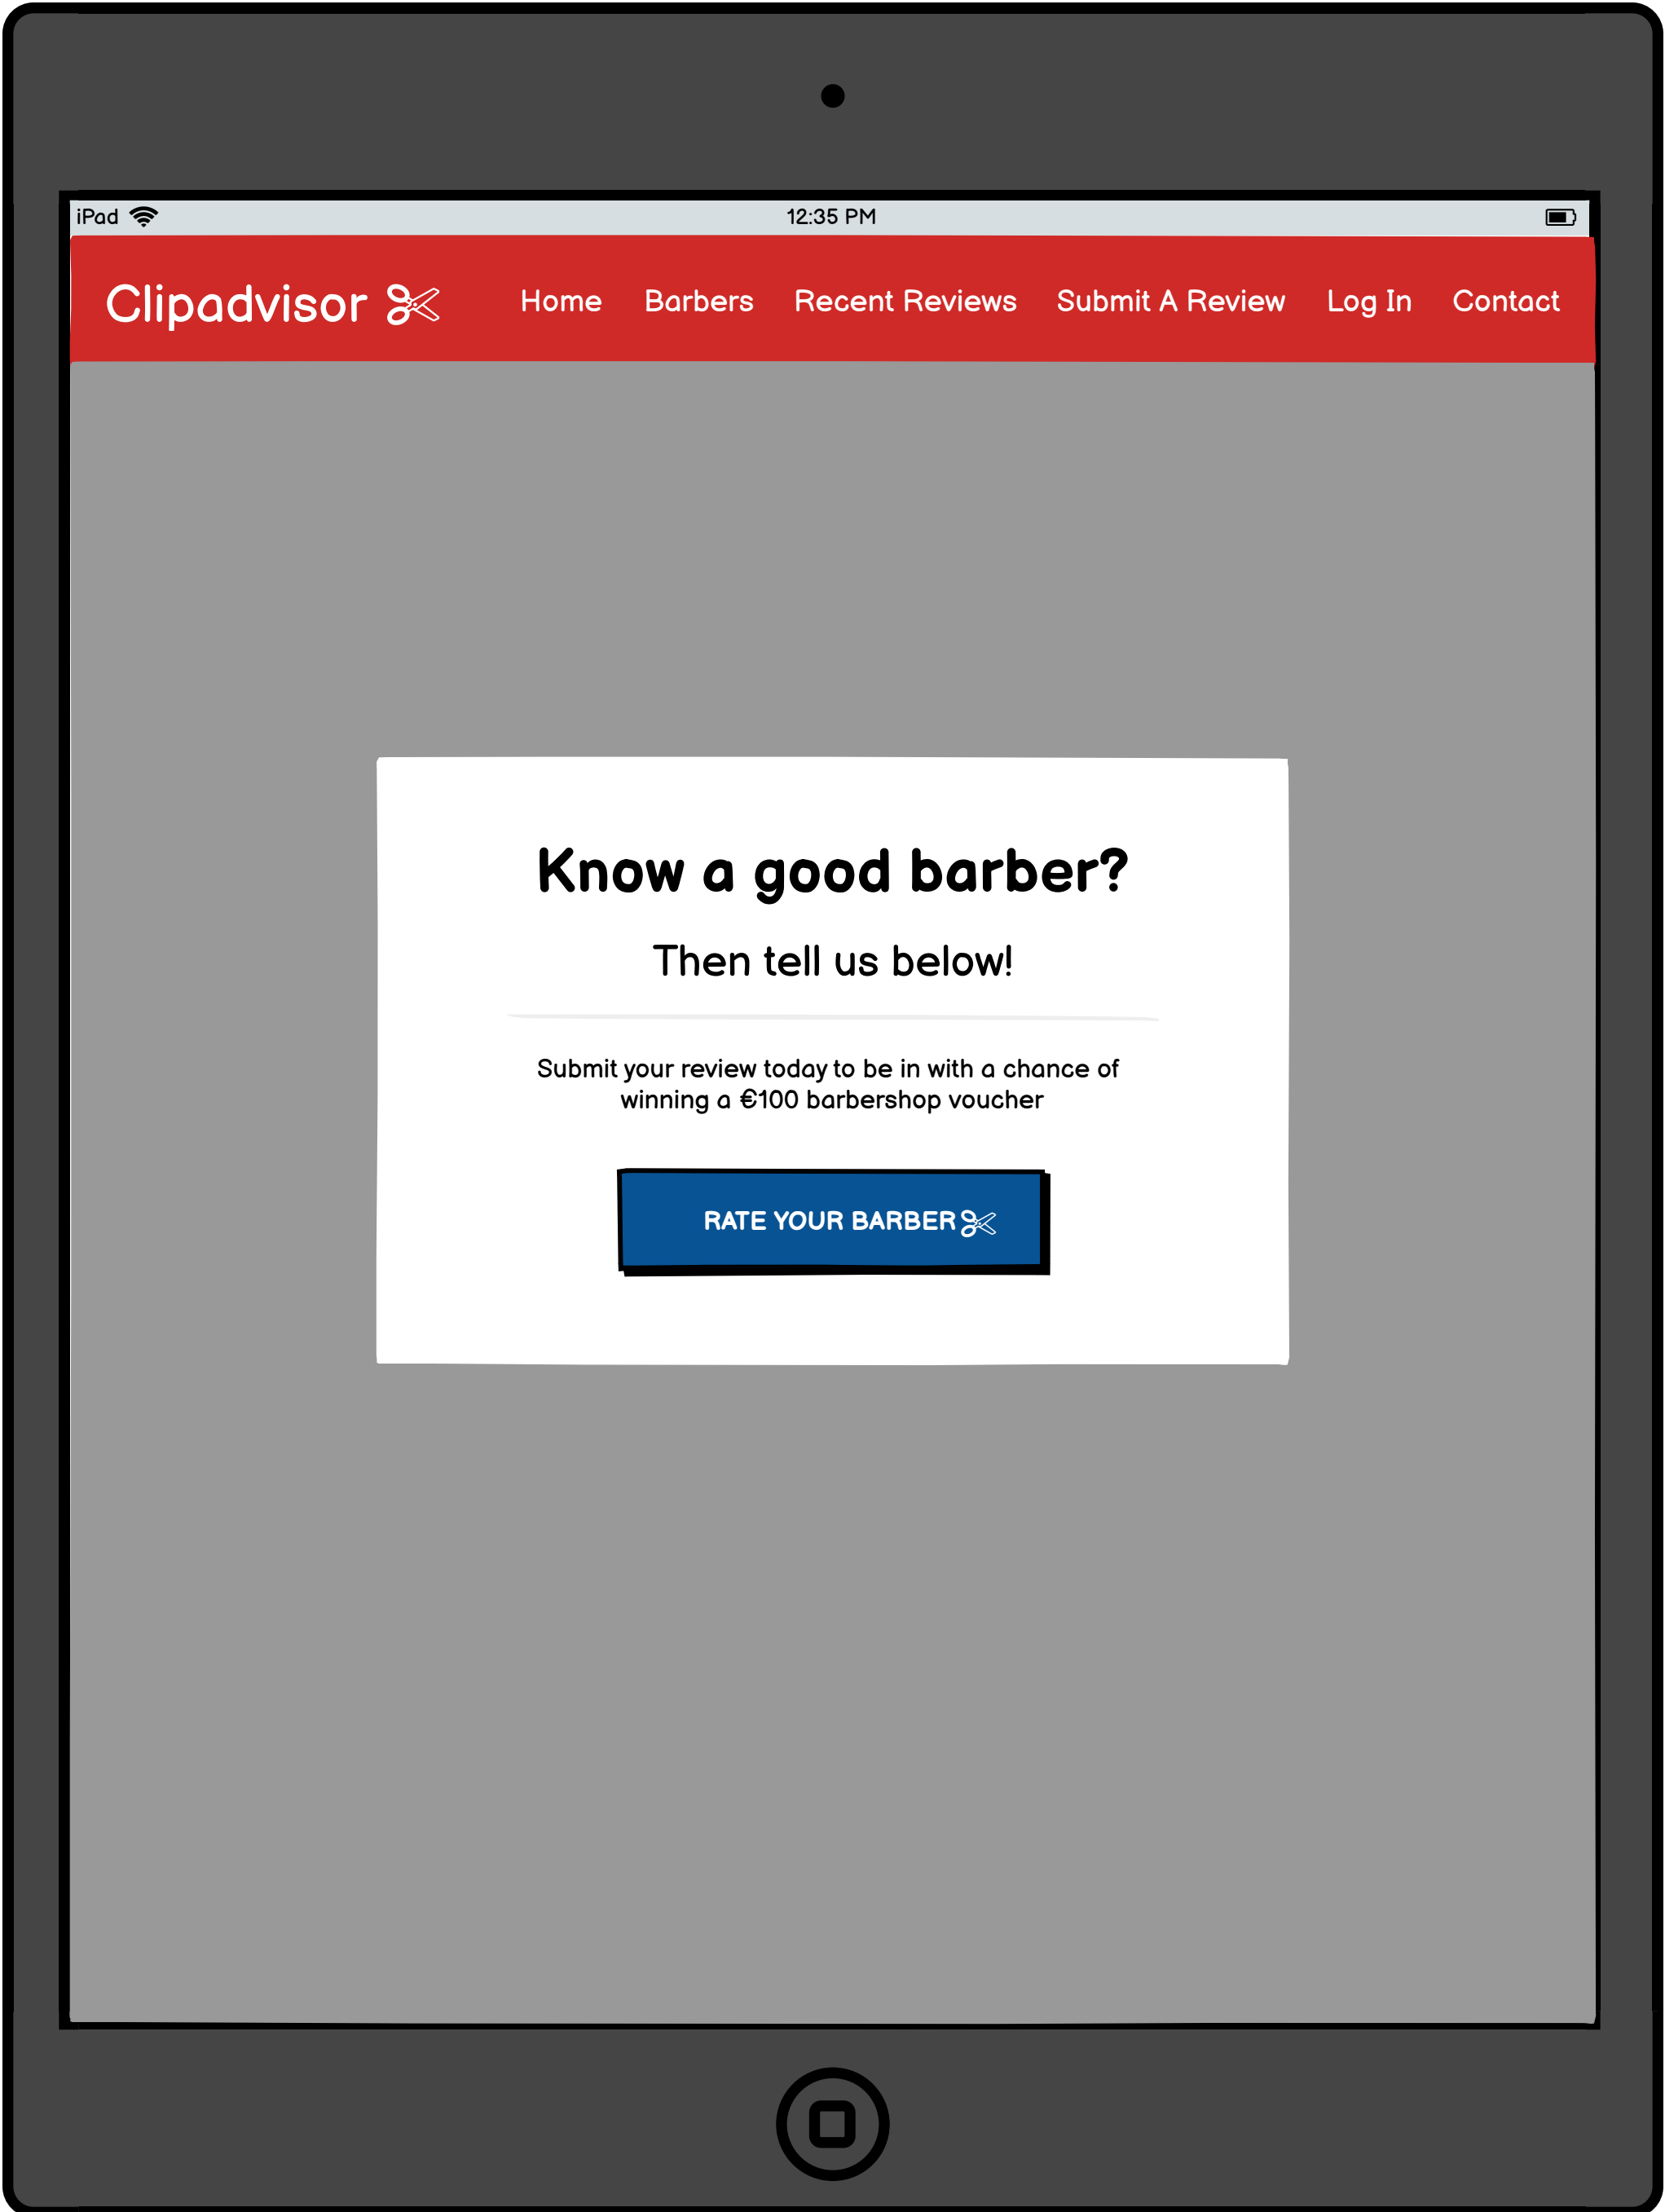 iPad 12:35 PM
Clipadvisor Home Barbers Recent Reviews Submit A Review Log In Contact
Know a good barber?
Then tell us below!
Submit your review today to be in with a chance of
winning a €100 barbershop voucher
RATE YOUR BARBER